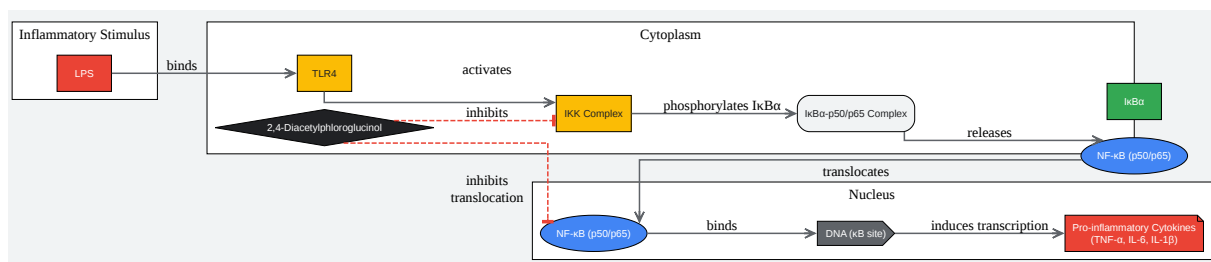 Inflammatory Stimulus
LPS
binds
Cytoplasm
TLR4
activates
2,4-Diacetylphloroglucinol
inhibits
IKK Complex
phosphorylates IκBα
IκBα-p50/p65 Complex
releases
IκBα
NF-κB (p50/p65)
translocates
inhibits
translocation
Nucleus
NF-κB (p50/p65)
binds
DNA (κB site)
induces transcription
Pro-inflammatory Cytokines
(TNF-α, IL-6, IL-1β)